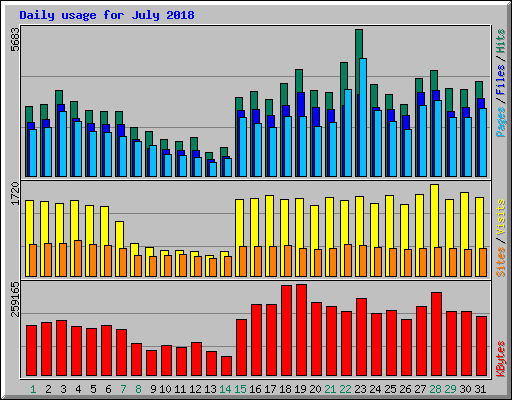 Daily usage for July 2018
5683
Pages / Files / Hits
1720
Sites / Visits
259165
KBytes
1 2 3 4 5 6 7 8 9 10 11 12 13 14 15 16 17 18 19 20 21 22 23 24 25 26 27 28 29 30 31